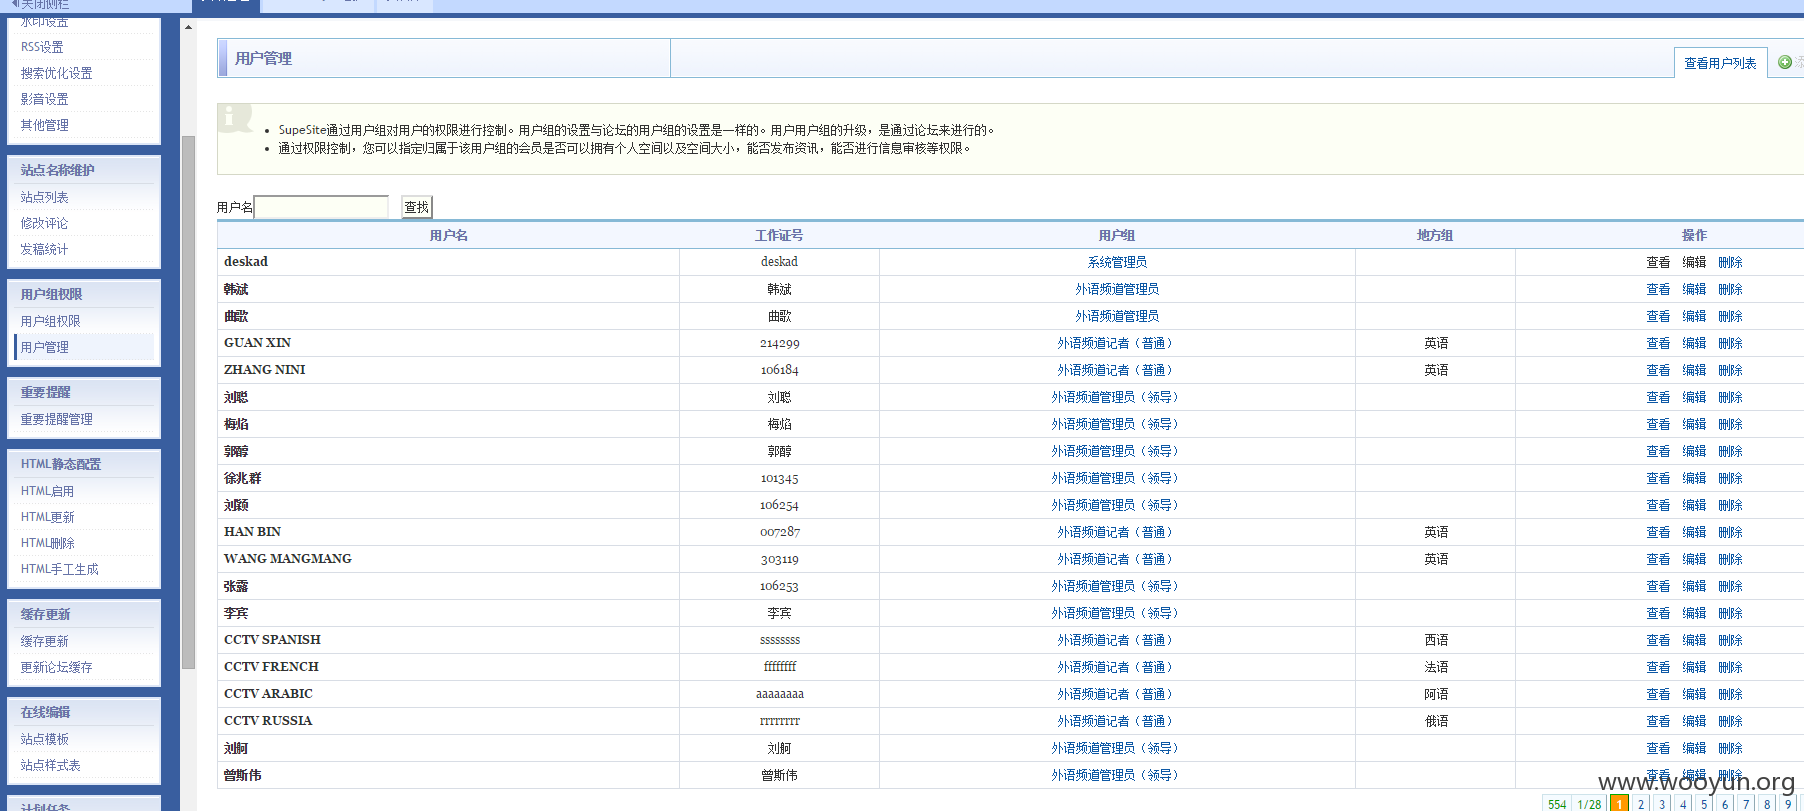 关闭侧栏
水印设置
RSS设置
搜索优化设置
影音设置
其他管理
站点名称维护
站点列表
修改评论
发稿统计
用户组权限
用户组权限
用户管理
重要提醒
重要提醒管理
HTML静态配置
HTML启用
HTML更新
HTML删除
HTML手工生成
缓存更新
缓存更新
更新论坛缓存
在线编辑
站点模板
站点样式表
计划任务
用户管理
查看用户列表
SupeSite通过用户组对用户的权限进行控制。用户组的设置与论坛的用户组的设置是一样的。用户用户组的升级，是通过论坛来进行的。
通过权限控制，您可以指定归属于该用户组的会员是否可以拥有个人空间以及空间大小，能否发布资讯，能否进行信息审核等权限。
用户名 查找
用户名 工作证号 用户组 地方组 操作
deskad deskad 系统管理员 查看 编辑 删除
韩斌 韩斌 外语频道管理员 查看 编辑 删除
曲歌 曲歌 外语频道管理员 查看 编辑 删除
GUAN XIN 214299 外语频道记者（普通） 英语 查看 编辑 删除
ZHANG NINI 106184 外语频道记者（普通） 英语 查看 编辑 删除
刘聪 刘聪 外语频道管理员（领导） 查看 编辑 删除
梅焰 梅焰 外语频道管理员（领导） 查看 编辑 删除
郭醇 郭醇 外语频道管理员（领导） 查看 编辑 删除
徐兆群 101345 外语频道管理员（领导） 查看 编辑 删除
刘颖 106254 外语频道管理员（领导） 查看 编辑 删除
HAN BIN 007287 外语频道记者（普通） 英语 查看 编辑 删除
WANG MANGMANG 303119 外语频道记者（普通） 英语 查看 编辑 删除
张露 106253 外语频道管理员（领导） 查看 编辑 删除
李宾 李宾 外语频道管理员（领导） 查看 编辑 删除
CCTV SPANISH ssssssss 外语频道记者（普通） 西语 查看 编辑 删除
CCTV FRENCH ffffffff 外语频道记者（普通） 法语 查看 编辑 删除
CCTV ARABIC aaaaaaaa 外语频道记者（普通） 阿语 查看 编辑 删除
CCTV RUSSIA rrrrrrrr 外语频道记者（普通） 俄语 查看 编辑 删除
刘舸 刘舸 外语频道管理员（领导） 查看 编辑 删除
曾斯伟 曾斯伟 外语频道管理员（领导） 查看 编辑 删除
www.wooyun.org
554 1/28 1 2 3 4 5 6 7 8 9